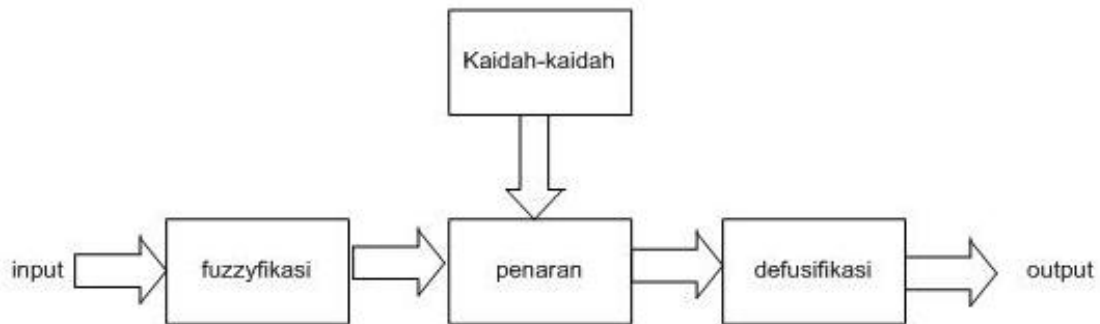 Kaidah-kaidah
input
fuzzyfikasi
penaran
defusifikasi
output